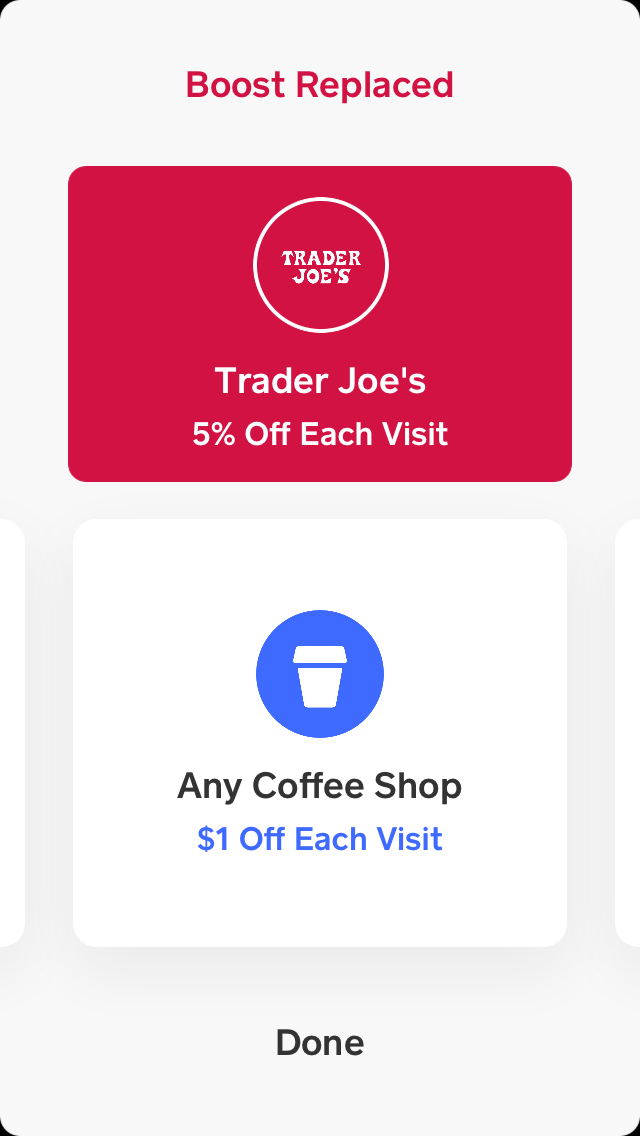 Boost Replaced
TRADER
JOE'S
Trader Joe's
5% Off Each Visit
Any Coffee Shop
$1 Off Each Visit
Done